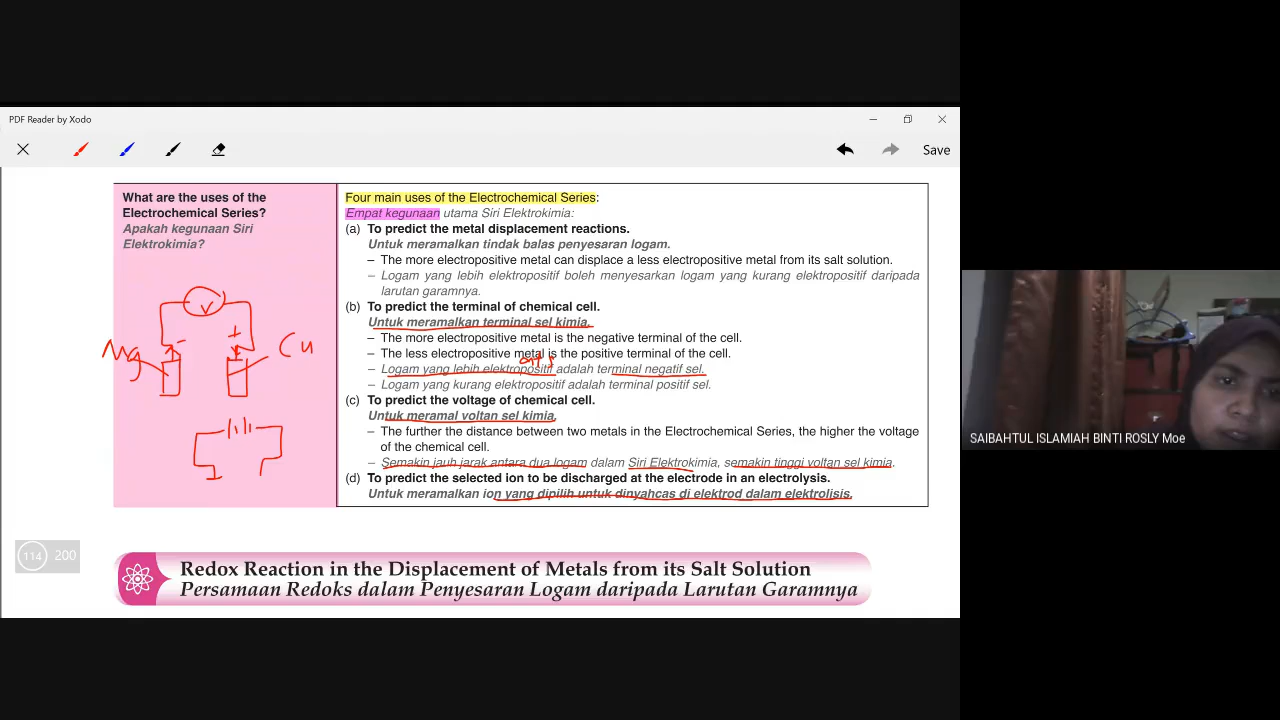 PDF Reader by Xodo
Save
What are the uses of the
Electrochemical Series?
Apakah kegunaan Siri
Elektrokimia?
Mg
V
-
+
Cu
Four main uses of the Electrochemical Series:
Empat kegunaan utama Siri Elektrokimia:
(a) To predict the metal displacement reactions.
Untuk meramalkan tindak balas penyesaran logam.
– The more electropositive metal can displace a less electropositive metal from its salt solution.
– Logam yang lebih elektropositif boleh menyesarkan logam yang kurang elektropositif daripada
larutan garamnya.
(b) To predict the terminal of chemical cell.
Untuk meramalkan terminal sel kimia.
– The more electropositive metal is the negative terminal of the cell.
– The less electropositive metal is the positive terminal of the cell.
– Logam yang lebih elektropositif adalah terminal negatif sel.
– Logam yang kurang elektropositif adalah terminal positif sel.
(c) To predict the voltage of chemical cell.
Untuk meramal voltan sel kimia.
– The further the distance between two metals in the Electrochemical Series, the higher the voltage
of the chemical cell.
– Semakin jauh jarak antara dua logam dalam Siri Elektrokimia, semakin tinggi voltan sel kimia.
(d) To predict the selected ion to be discharged at the electrode in an electrolysis.
Untuk meramalkan ion yang dipilih untuk dinyahcas di elektrod dalam elektrolisis.
114 200
Redox Reaction in the Displacement of Metals from its Salt Solution
Persamaan Redoks dalam Penyesaran Logam daripada Larutan Garamnya
SAIBAHTUL ISLAMIAH BINTI ROSLY Moe